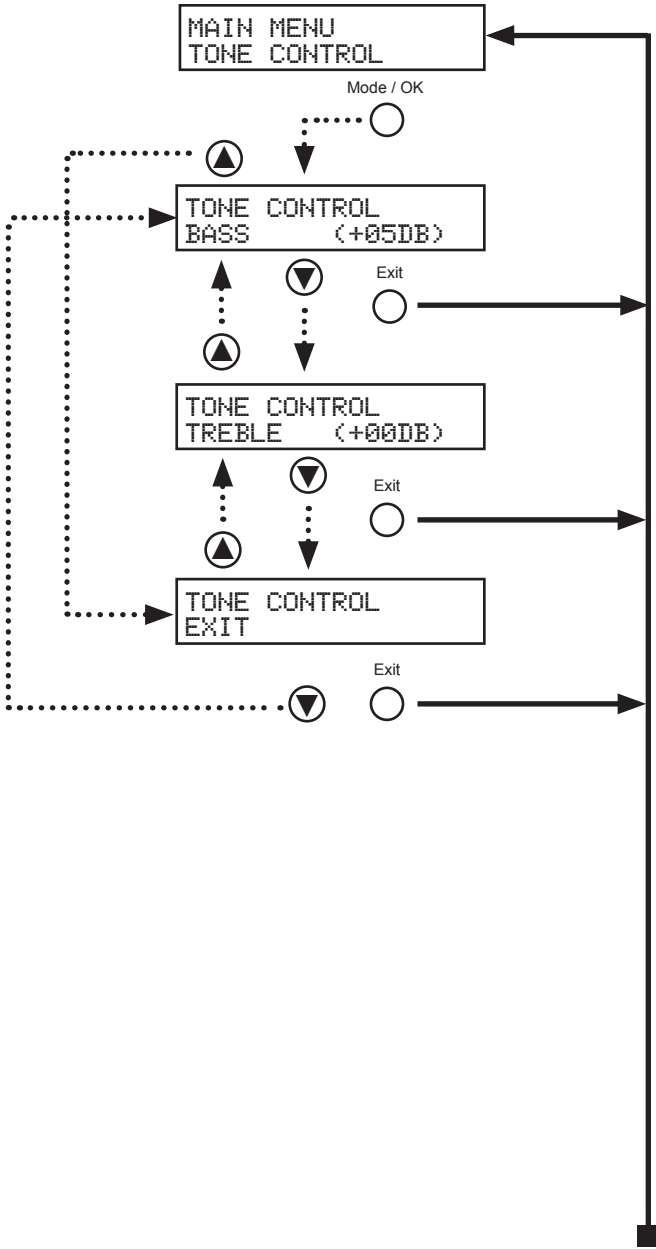 MAIN MENU
TONE CONTROL
Mode / OK
TONE CONTROL
BASS (+05DB)
Exit
TONE CONTROL
TREBLE (+00DB)
Exit
TONE CONTROL
EXIT
Exit